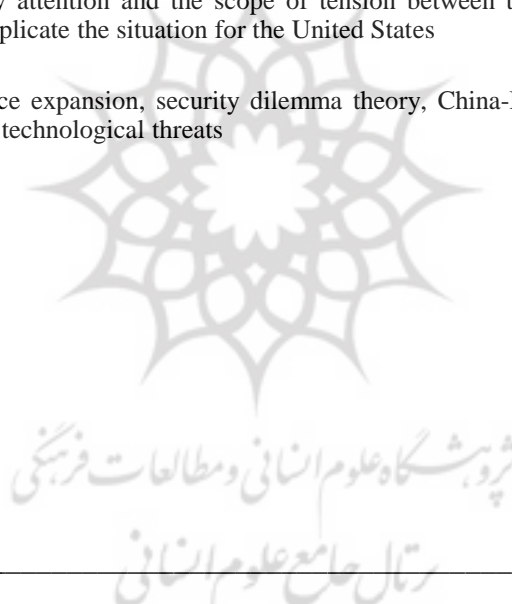 y attention and the scope of tension between t
plicate the situation for the United States
ce expansion, security dilemma theory, China-
technological threats
پژوهشگاه علوم انسانی و مطالعات فرهنگی
رتال جامع علوم انسانی